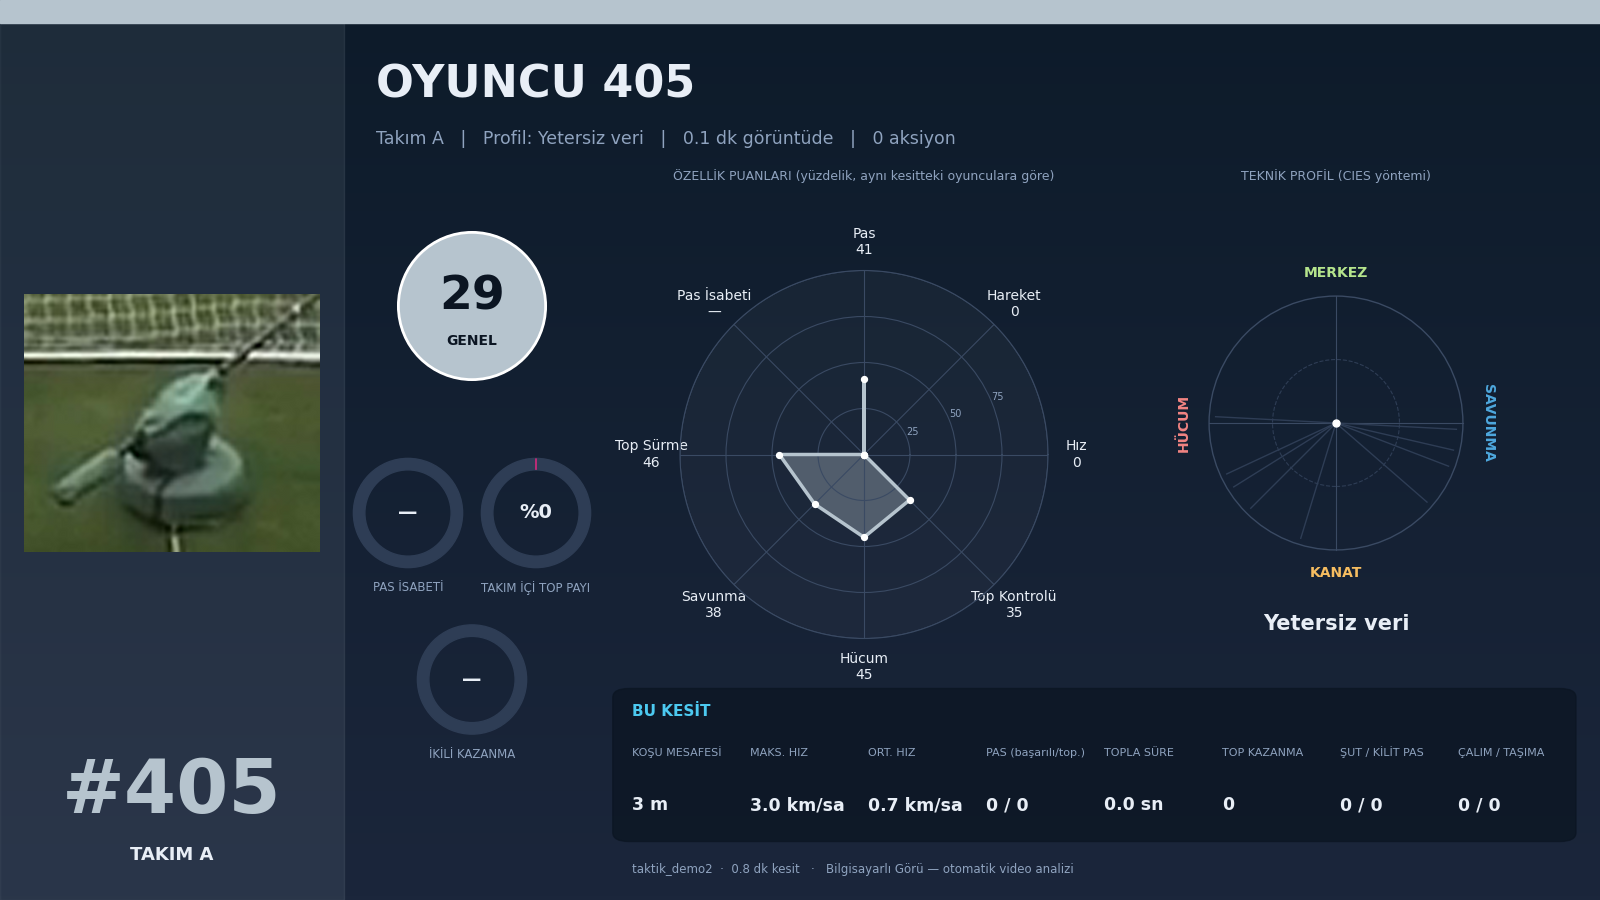 OYUNCU 405
Takım A | Profil: Yetersiz veri | 0.1 dk görüntüde | 0 aksiyon
ÖZELLİK PUANLARI (yüzdelik, aynı kesitteki oyunculara göre)
TEKNİK PROFİL (CIES yöntemi)
29
GENEL
Pas
41
Pas İsabeti
—
Hareket
0
75
50
25
Top Sürme
46
Hız
0
Savunma
38
Top Kontrolü
35
Hücum
45
MERKEZ
HÜCUM
SAVUNMA
KANAT
Yetersiz veri
—
PAS İSABETİ
%0
TAKIM İÇİ TOP PAYI
—
İKİLİ KAZANMA
#405
TAKIM A
BU KESİT
KOŞU MESAFESİ MAKS. HIZ ORT. HIZ PAS (başarılı/top.) TOPLA SÜRE TOP KAZANMA ŞUT / KİLİT PAS ÇALIM / TAŞIMA
3 m 3.0 km/sa 0.7 km/sa 0 / 0 0.0 sn 0 0 / 0 0 / 0
taktik_demo2 · 0.8 dk kesit · Bilgisayarlı Görü — otomatik video analizi